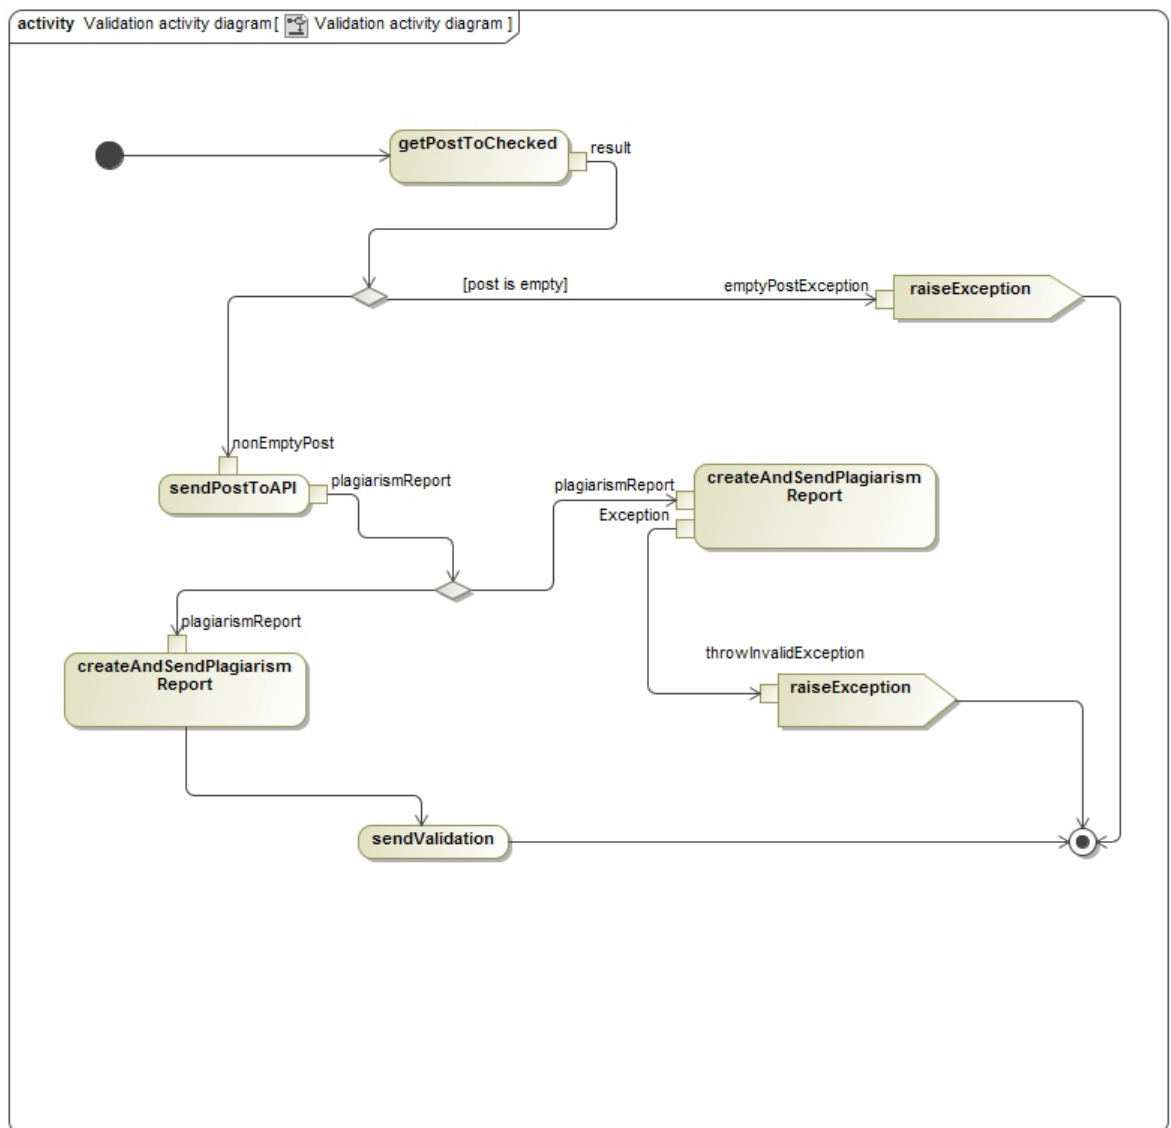 activity Validation activity diagram[ Validation activity diagram ]
getPostToChecked
result
[post is empty]
emptyPostException
raiseException
nonEmptyPost
sendPostToAPI
plagiarismReport
plagiarismReport
Exception
createAndSendPlagiarism
Report
plagiarismReport
createAndSendPlagiarism
Report
throwInvalidException
raiseException
sendValidation